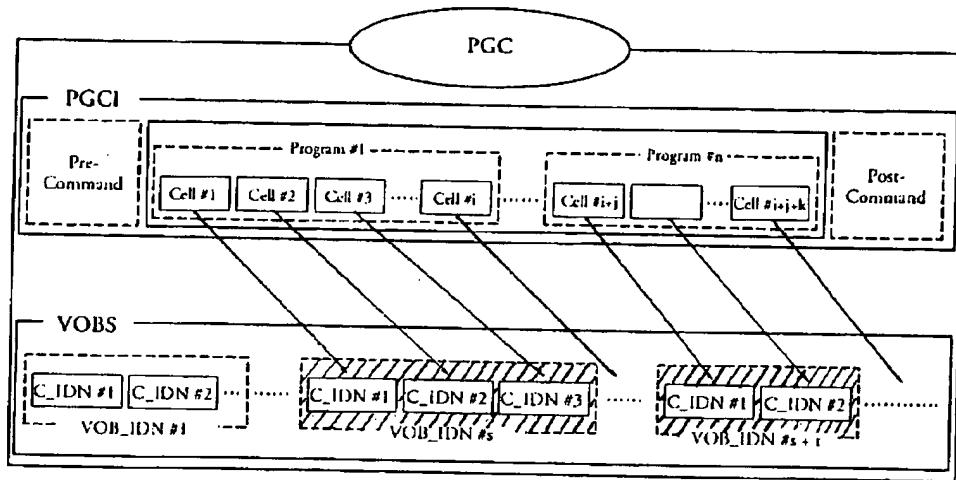 PGC
PGCI
Pre-
Command
Program #1
Cell #1 Cell #2 Cell #3 ..... Cell #i
Program #n
Cell #i+j .... Cell #i+j+k
Post-
Command
VOBS
C_IDN #1 C_IDN #2
VOB_IDN #1
C_IDN #1 C_IDN #2 C_IDN #3
VOB_IDN #s
C_IDN #1 C_IDN #2
VOB_IDN #s + t